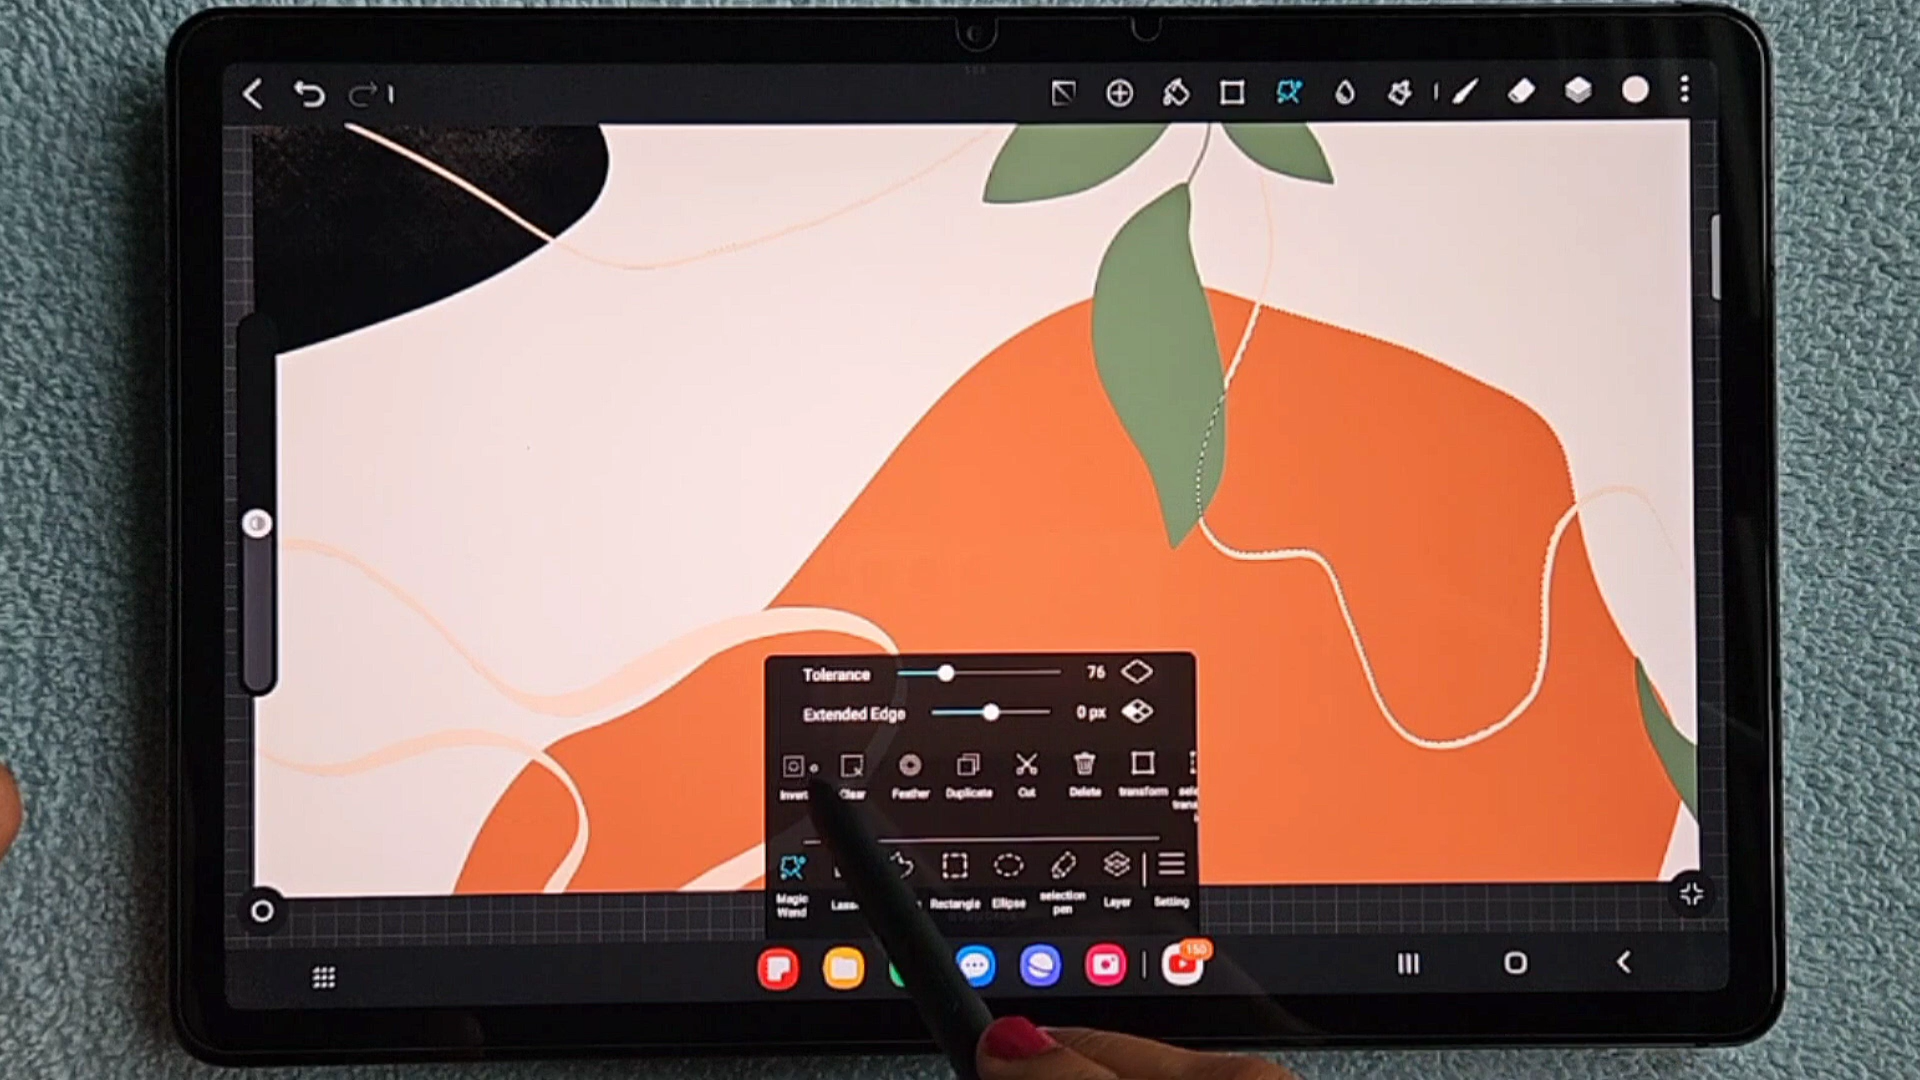 Tolerance 76
Extended Edge 0 px
Invert Clear Feather Duplicate Cut Delete transform
Magic Wand Rectangle Ellipse selection pen Layer Setting
150